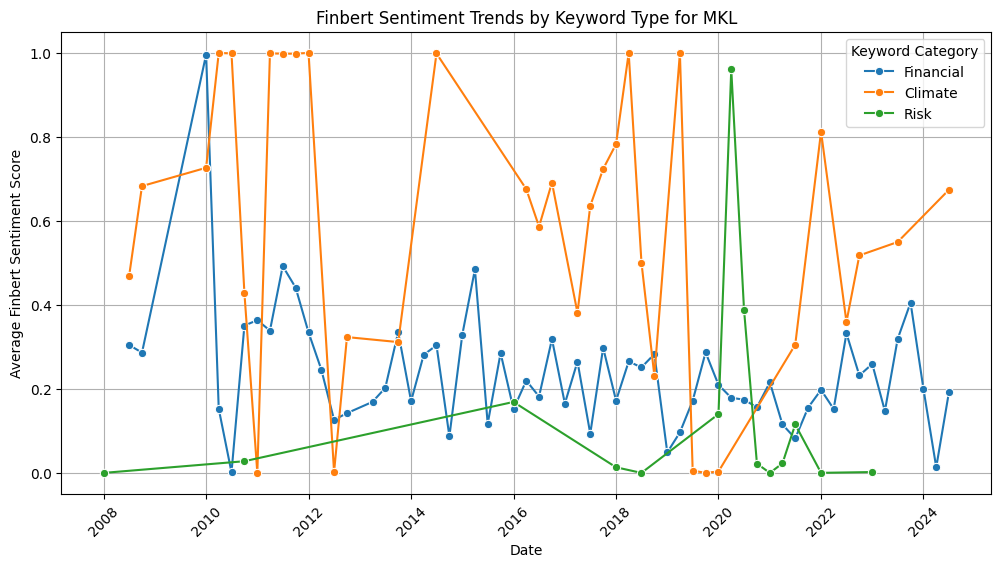 Finbert Sentiment Trends by Keyword Type for MKL
Average Finbert Sentiment Score
1.0
0.8
0.6
0.4
0.2
0.0
Keyword Category
Financial
Climate
Risk
2008
2010
2012
2014
2016
2018
2020
2022
2024
Date